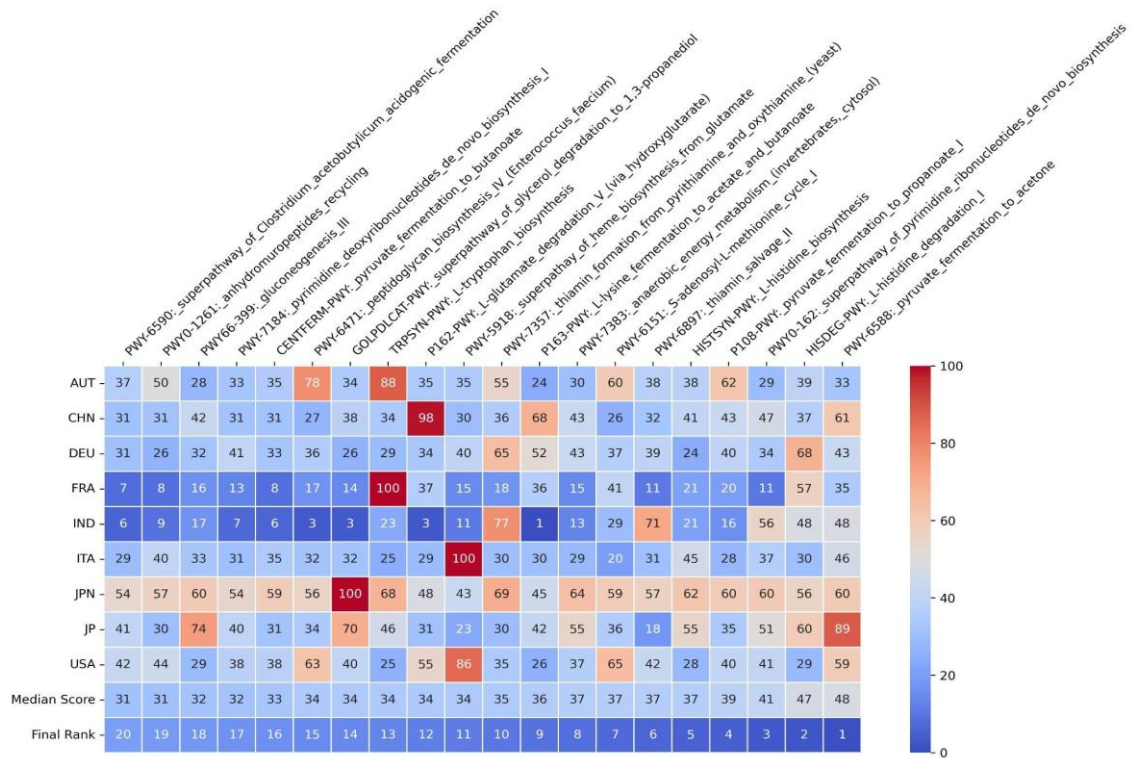 PWY-6590:_superpathway_of_Clostridium_acetobutylicum_acidogenic_fermentation
PWY0-1261:_anhydromuropeptides_recycling
PWY66-399:_gluconeogenesis_III
PWY-7184:_pyrimidine_deoxyribonucleotides_de_novo_biosynthesis_I
CENTFERM-PWY:_pyruvate_fermentation_to_butanoate
PWY-6471:_peptidoglycan_biosynthesis_IV_(Enterococcus_faecium)
GOLPDLCAT-PWY:_superpathway_of_glycerol_degradation_to_1,3-propanediol
TRPSYN-PWY:_L-tryptophan_biosynthesis
P162-PWY:_L-glutamate_degradation_V_(via_hydroxyglutarate)
PWY-5918:_superpathay_of_heme_biosynthesis_from_glutamate
PWY-7357:_thiamin_formation_from_pyrithiamine_and_oxythiamine_(yeast)
P163-PWY:_L-lysine_fermentation_to_acetate_and_butanoate
PWY-7383:_anaerobic_energy_metabolism_(invertebrates,_cytosol)
PWY-6151:_S-adenosyl-L-methionine_cycle_I
PWY-6897:_thiamin_salvage_II
HISTSYN-PWY:_L-histidine_biosynthesis
P108-PWY:_pyruvate_fermentation_to_propanoate_I
PWY0-162:_superpathway_of_pyrimidine_ribonucleotides_de_novo_biosynthesis
HISDEG-PWY:_L-histidine_degradation_I
PWY-6588:_pyruvate_fermentation_to_acetone
AUT 37 50 28 33 35 78 34 88 35 35 55 24 30 60 38 38 62 29 39 33
CHN 31 31 42 31 31 27 38 34 98 30 36 68 43 26 32 41 43 47 37 61
DEU 31 26 32 41 33 36 26 29 34 40 65 52 43 37 39 24 40 34 68 43
FRA 7 8 16 13 8 17 14 100 37 15 18 36 15 41 11 21 20 11 57 35
IND 6 9 17 7 6 3 3 23 3 11 77 1 13 29 71 21 16 56 48 48
ITA 29 40 33 31 35 32 32 25 29 100 30 30 29 20 31 45 28 37 30 46
JPN 54 57 60 54 59 56 100 68 48 43 69 45 64 59 57 62 60 60 56 60
JP 41 30 74 40 31 34 70 46 31 23 30 42 55 36 18 55 35 51 60 89
USA 42 44 29 38 38 63 40 25 55 86 35 26 37 65 42 28 40 41 29 59
Median Score 31 31 32 32 33 34 34 34 34 35 35 36 37 37 37 37 39 41 47 48
Final Rank 20 19 18 17 16 15 14 13 12 11 10 9 8 7 6 5 4 3 2 1
100
80
60
40
20
0